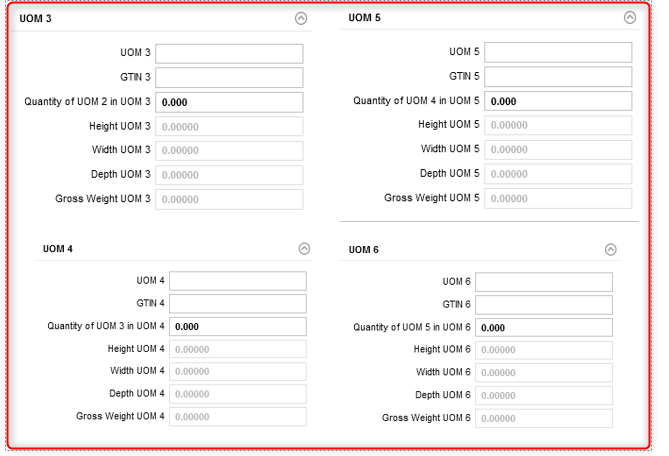 UOM 3
UOM 3
GTIN 3
Quantity of UOM 2 in UOM 3 0.000
Height UOM 3 0.00000
Width UOM 3 0.00000
Depth UOM 3 0.00000
Gross Weight UOM 3 0.00000
UOM 5
UOM 5
GTIN 5
Quantity of UOM 4 in UOM 5 0.000
Height UOM 5 0.00000
Width UOM 5 0.00000
Depth UOM 5 0.00000
Gross Weight UOM 5 0.00000
UOM 4
UOM 4
GTIN 4
Quantity of UOM 3 in UOM 4 0.000
Height UOM 4 0.00000
Width UOM 4 0.00000
Depth UOM 4 0.00000
Gross Weight UOM 4 0.00000
UOM 6
UOM 6
GTIN 6
Quantity of UOM 5 in UOM 6 0.000
Height UOM 6 0.00000
Width UOM 6 0.00000
Depth UOM 6 0.00000
Gross Weight UOM 6 0.00000